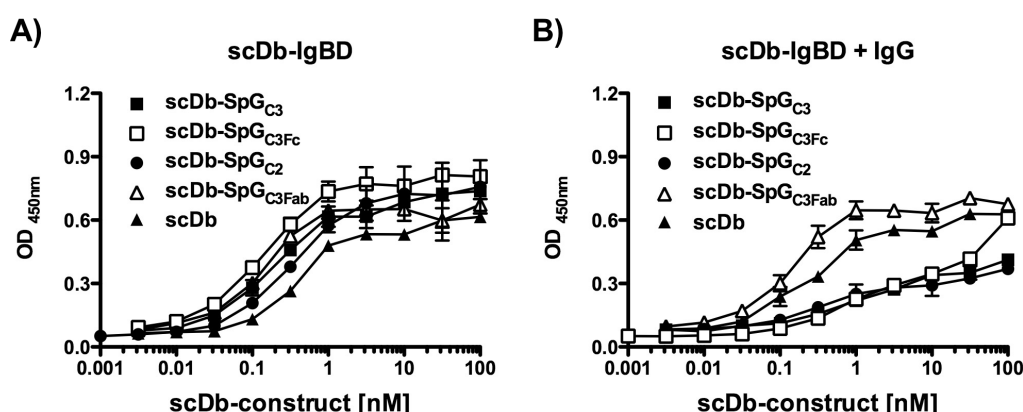 A)
scDb-IgBD
1.2
0.9
0.6
0.3
0.0
OD 450nm
scDb-SpGC3
scDb-SpGC3Fc
scDb-SpGC2
scDb-SpGC3Fab
scDb
0.001 0.01 0.1 1 10 100
scDb-construct [nM]
B)
scDb-IgBD + IgG
1.2
0.9
0.6
0.3
0.0
OD 450nm
scDb-SpGC3
scDb-SpGC3Fc
scDb-SpGC2
scDb-SpGC3Fab
scDb
0.001 0.01 0.1 1 10 100
scDb-construct [nM]